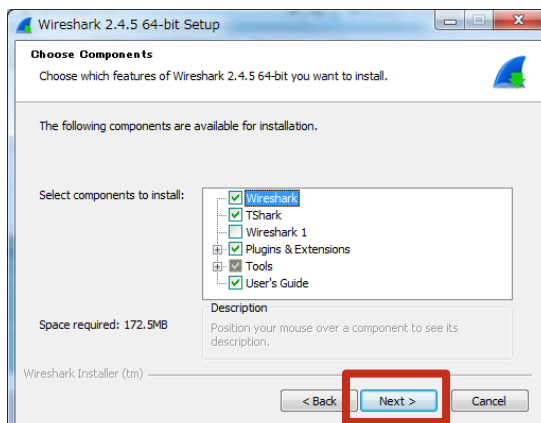 Wireshark 2.4.5 64-bit Setup
Choose Components
Choose which features of Wireshark 2.4.5 64-bit you want to install.
The following components are available for installation.
Select components to install:
Wireshark
TShark
Wireshark 1
Plugins & Extensions
Tools
User's Guide
Space required: 172.5MB
Description
Position your mouse over a component to see its
description.
Wireshark Installer (tm)
< Back
Next >
Cancel